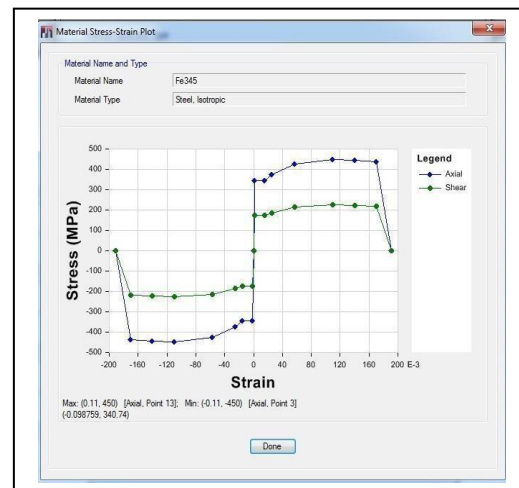 Material Stress-Strain Plot
Material Name and Type
Material Name Fe345
Material Type Steel, Isotropic
500
400
300
200
100
0
-100
-200
-300
-400
-500
Stress (MPa)
-200 -160 -120 -80 -40 0 40 80 120 160 200 E-3
Strain
Legend
Axial
Shear
Max: (0.11, 450) [Axial, Point 13]; Min: (-0.11, -450) [Axial, Point 3]
(-0.098759, 340.74)
Done